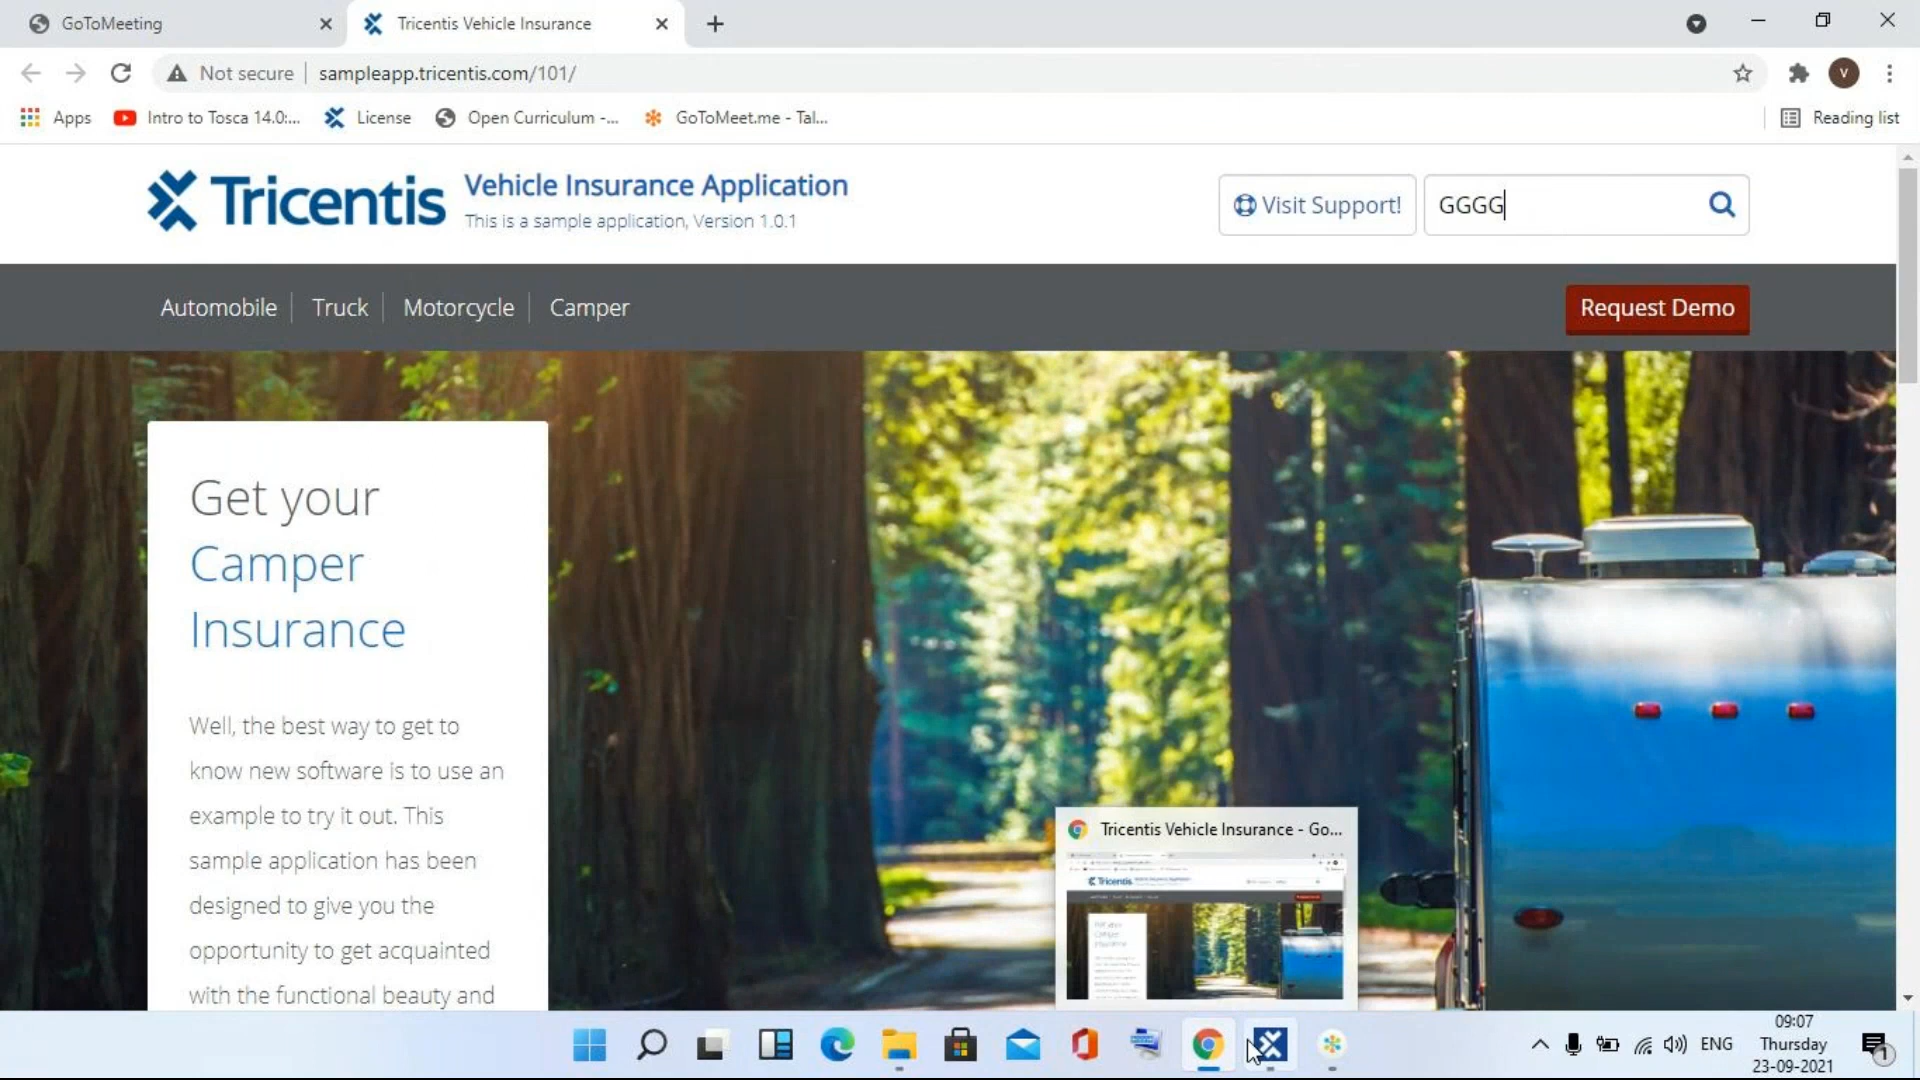 GoToMeeting
Tricentis Vehicle Insurance
Not secure
sampleapp.tricentis.com/101/
V
Apps
Intro to Tosca 14.0:...
License
Open Curriculum -...
GoToMeet.me - Tal...
Reading list
Tricentis
Vehicle Insurance Application
This is a sample application, Version 1.0.1
Visit Support!
GGGG
Automobile
Truck
Motorcycle
Camper
Request Demo
Get your
Camper
Insurance
Well, the best way to get to
know new software is to use an
example to try it out. This
sample application has been
designed to give you the
opportunity to get acquainted
with the functional beauty and
Tricentis Vehicle Insurance - Go...
Tricentis
ENG
09:07
Thursday
23-09-2021
1